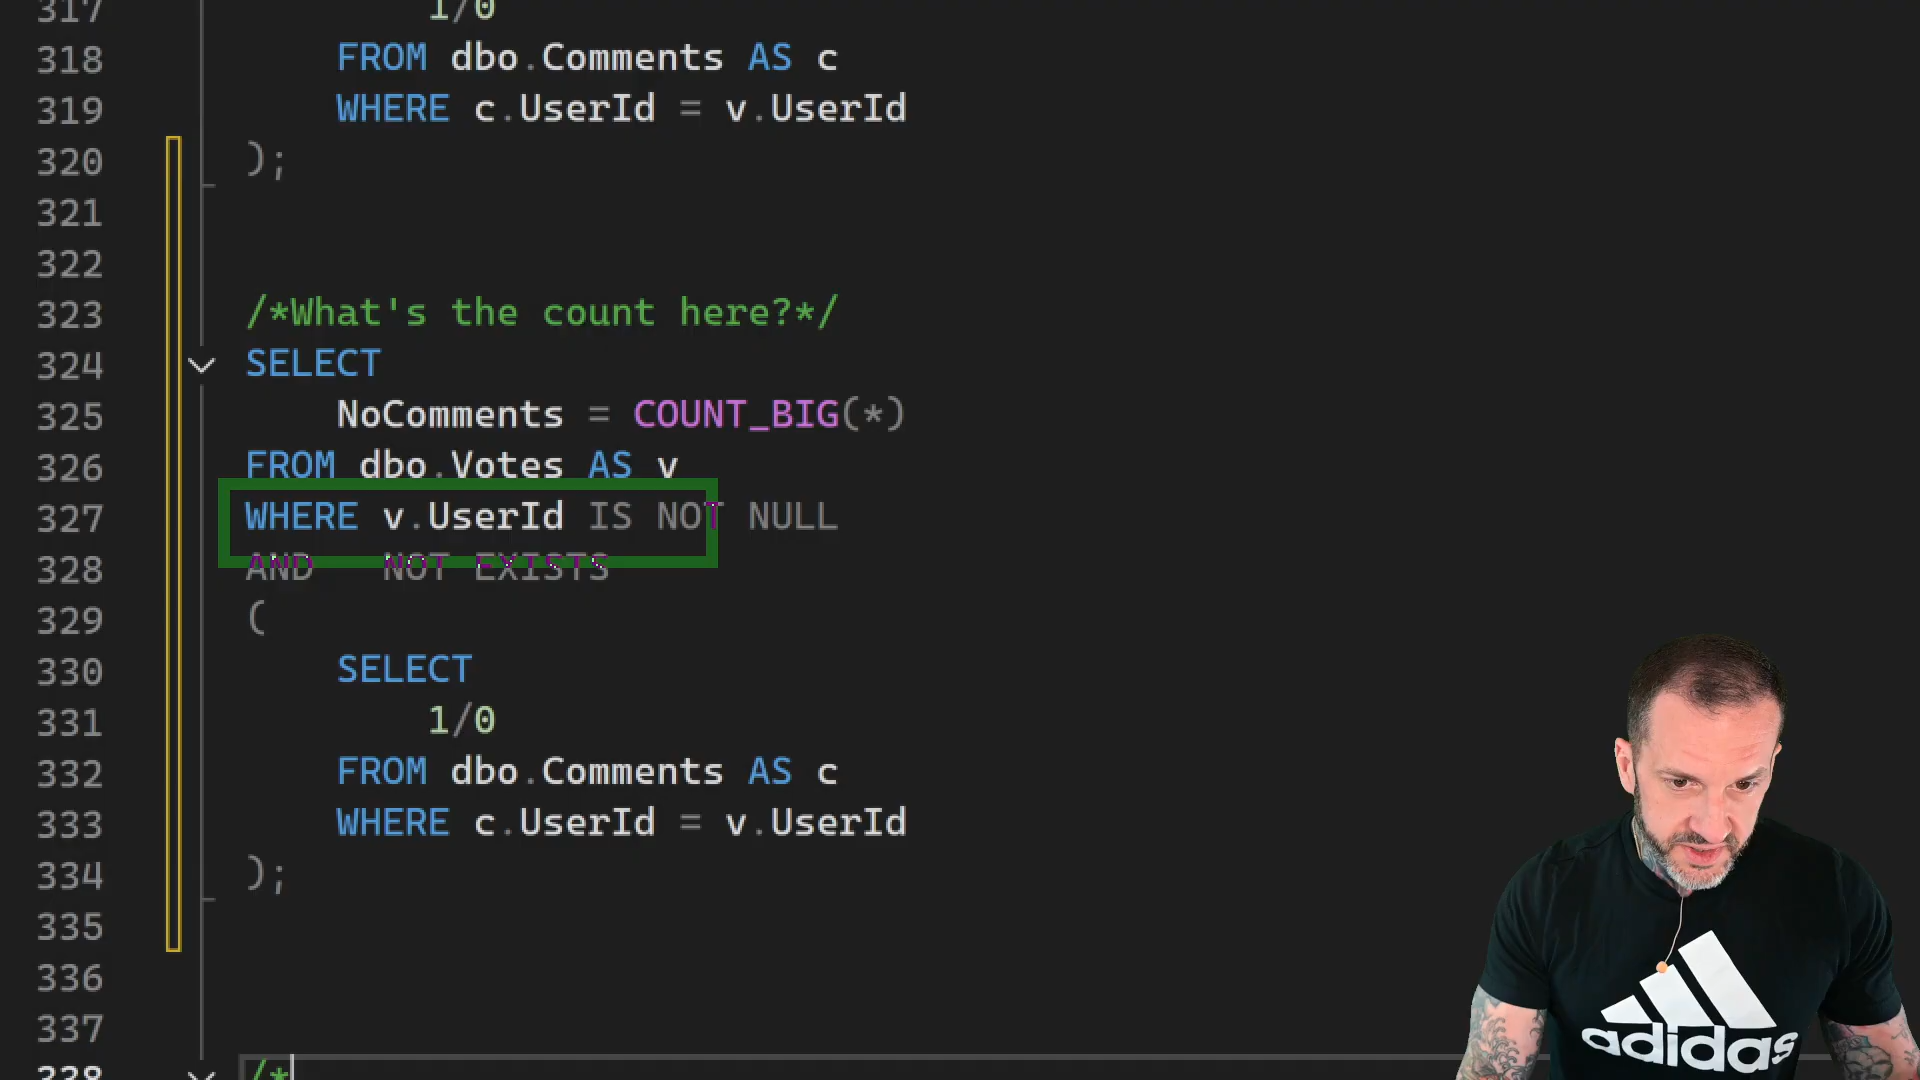 317 1/0
318 FROM dbo.Comments AS c
319 WHERE c.UserId = v.UserId
320 );
321
322
323 /*What's the count here?*/
324 SELECT
325 NoComments = COUNT_BIG(*)
326 FROM dbo.Votes AS v
327 WHERE v.UserId IS NOT NULL
328 AND NOT EXISTS
329 (
330 SELECT
331 1/0
332 FROM dbo.Comments AS c
333 WHERE c.UserId = v.UserId
334 );
335
336
337
338 /*
adidas